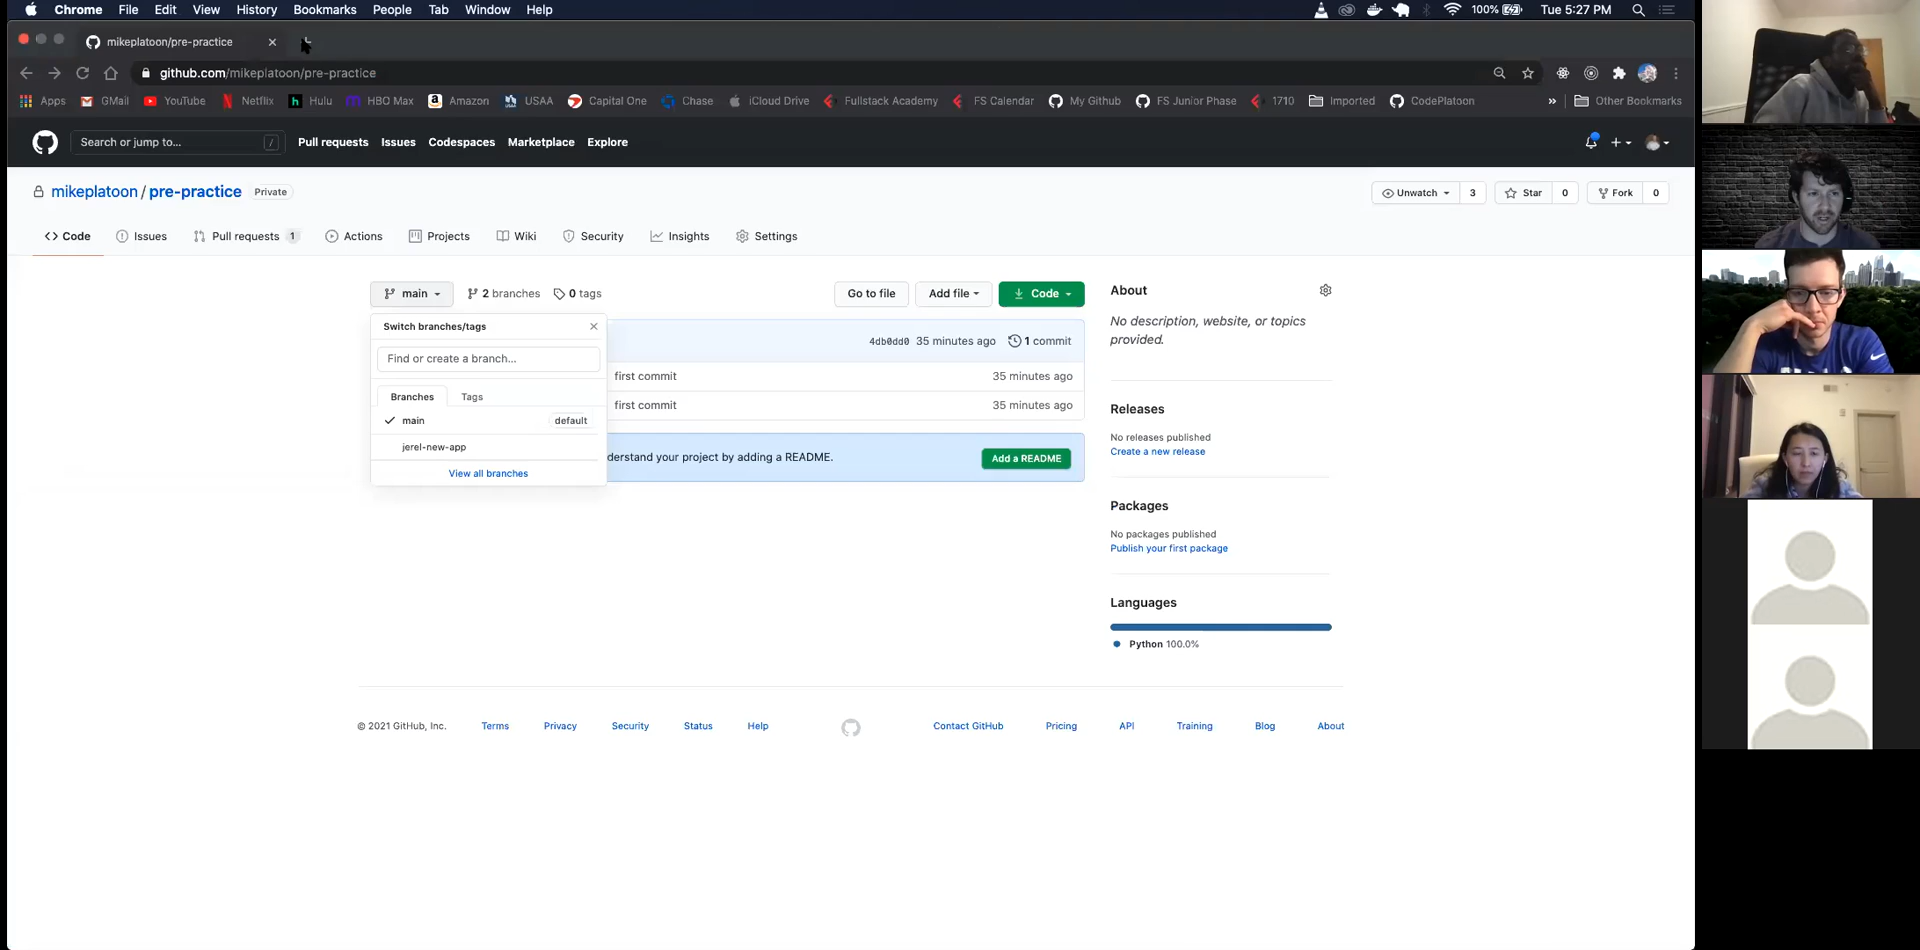 Chrome File Edit View History Bookmarks People Tab Window Help 100% Tue 5:27 PM
mikeplatoon/pre-practice
github.com/mikeplatoon/pre-practice
Apps GMail YouTube Netflix Hulu HBO Max Amazon USAA Capital One Chase iCloud Drive Fullstack Academy FS Calendar My Github FS Junior Phase 1710 Imported CodePlatoon » Other Bookmarks
Search or jump to... / Pull requests Issues Codespaces Marketplace Explore
mikeplatoon / pre-practice Private Unwatch 3 Star 0 Fork 0
Code Issues Pull requests 1 Actions Projects Wiki Security Insights Settings
main 2 branches 0 tags Go to file Add file Code
Switch branches/tags
Find or create a branch...
Branches Tags
main default
jerel-new-app
View all branches
4db0dd0 35 minutes ago 1 commit
first commit 35 minutes ago
first commit 35 minutes ago
derstand your project by adding a README. Add a README
About
No description, website, or topics
provided.
Releases
No releases published
Create a new release
Packages
No packages published
Publish your first package
Languages
Python 100.0%
© 2021 GitHub, Inc. Terms Privacy Security Status Help Contact GitHub Pricing API Training Blog About